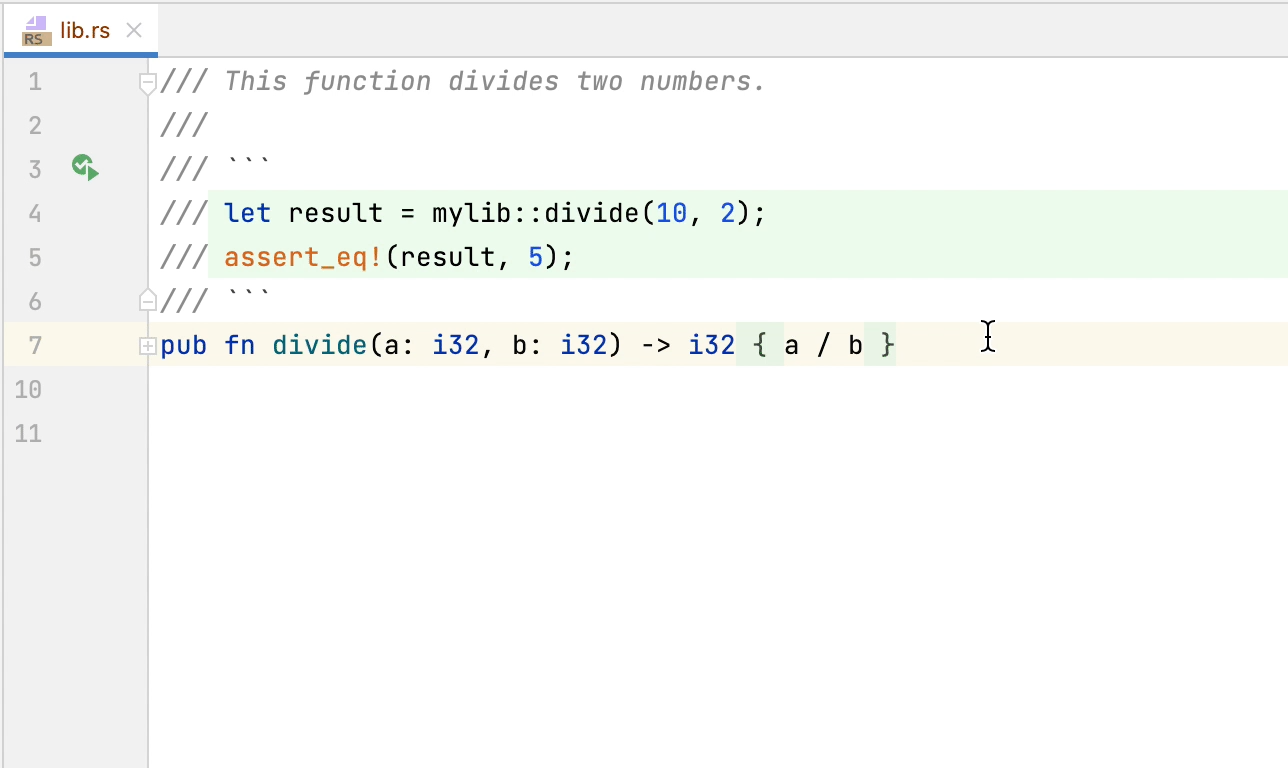 RS lib.rs
1 /// This function divides two numbers.
2 ///
3 /// ```
4 /// let result = mylib::divide(10, 2);
5 /// assert_eq!(result, 5);
6 /// ```
7 pub fn divide(a: i32, b: i32) -> i32 { a / b }
10
11